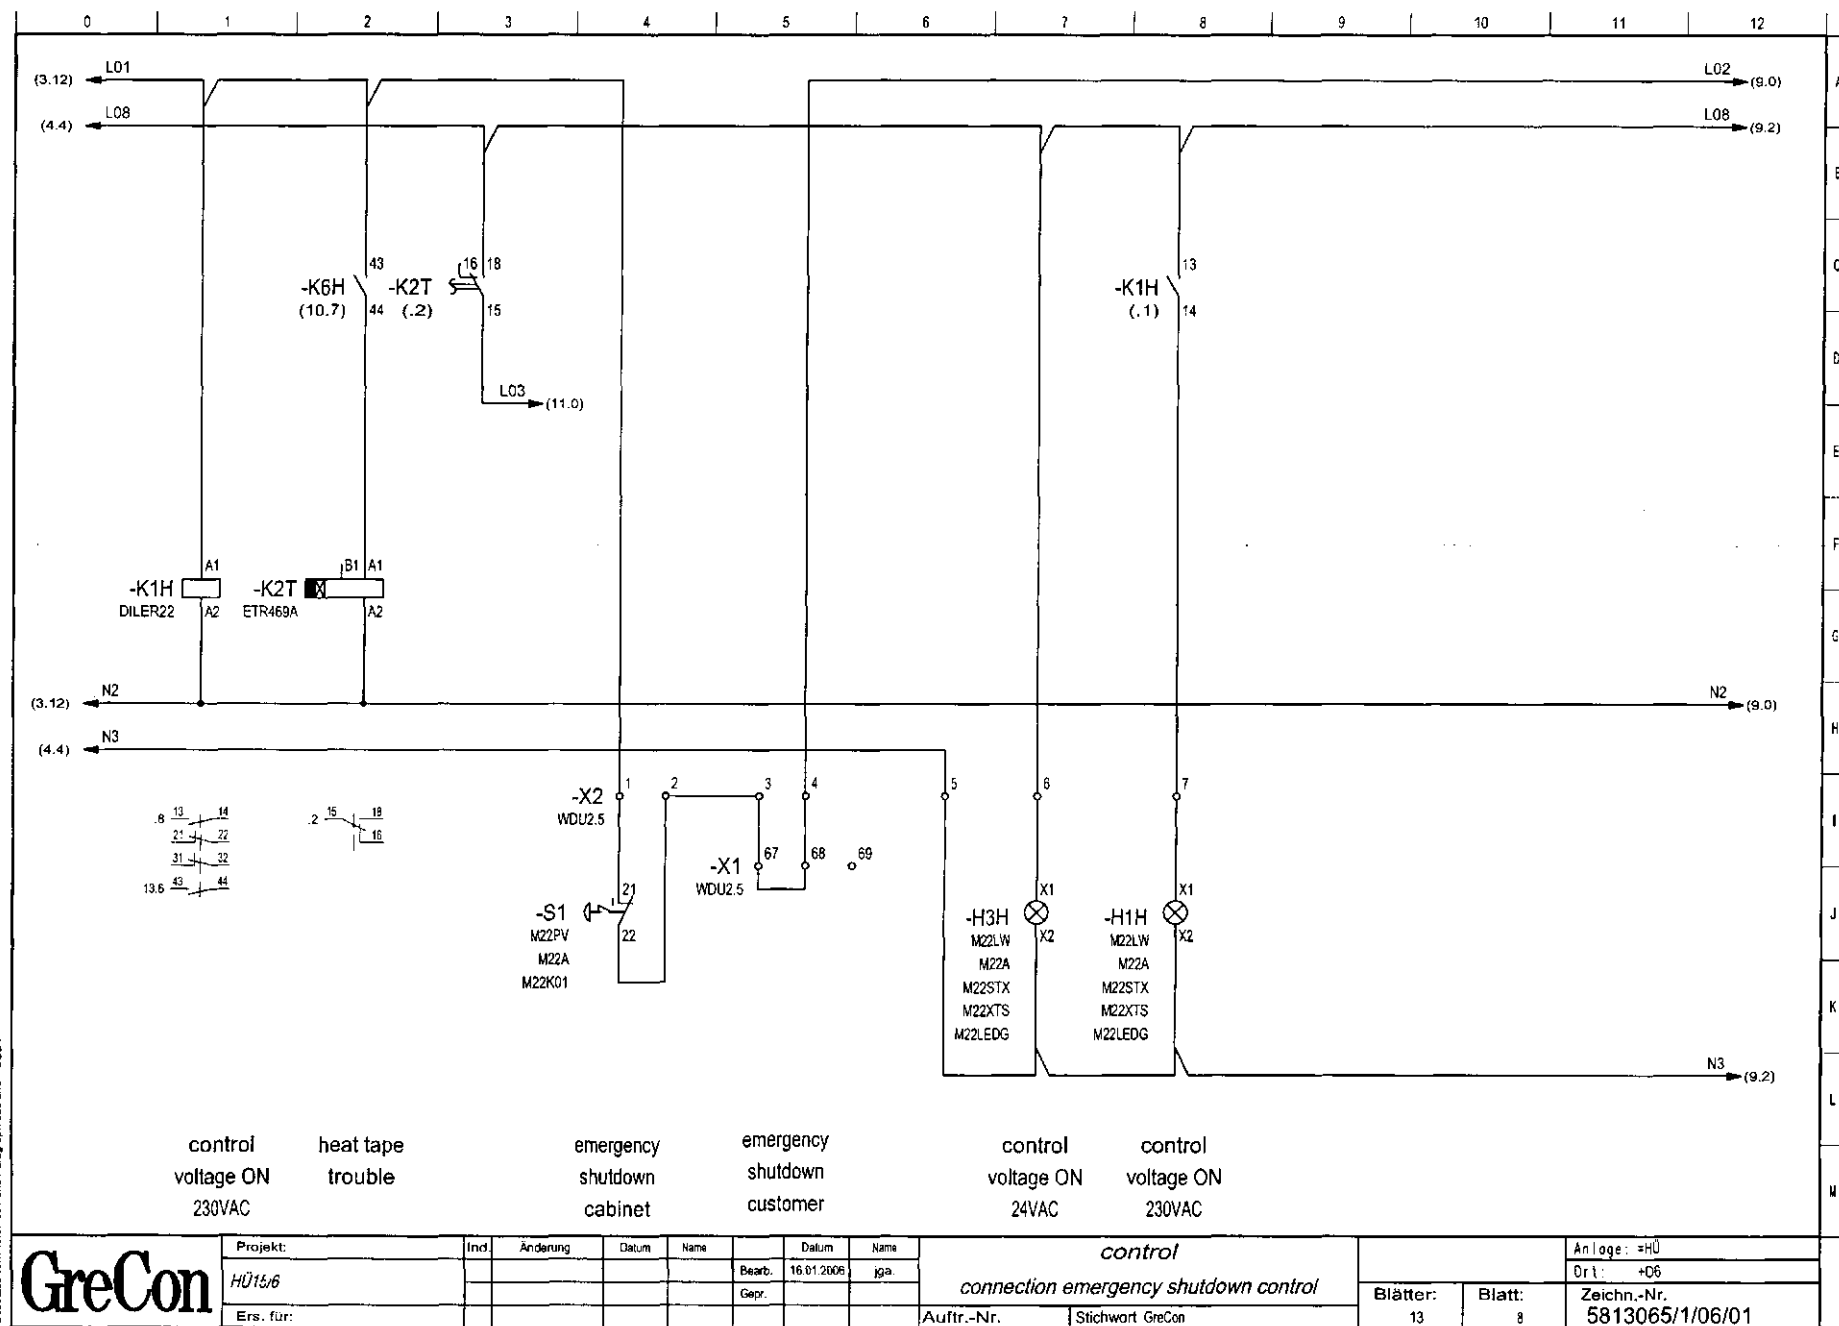 0 1 2 3 4 5 6 7 8 9 10 11 12
L01 L02
(3.12) (9.0)
L08 L08
(4.4) (9.2)
B
43 16 18 13 C
-K6H -K2T -K1H
(10.7) 44 (.2) 15 (.1) 14
D
L03
(11.0)
E
F
A1 B1 A1
-K1H -K2T
DILER22 A2 ETR469A A2
G
N2 N2
(3.12) (9.0)
N3 H
(4.4)
1 2 3 4 5 6 7
-X2
WDU2.5
.8 13 14 .2 15 18
21 22 16
31 32
13.6 43 44
I
67 68 69
-X1
WDU2.5
21 X1 X1
-S1 -H3H -H1H J
M22PV 22 M22LW X2 M22LW X2
M22A M22A M22A
M22K01 M22STX M22STX
M22XTS M22XTS K
M22LEDG M22LEDG
N3
(9.2)
L
control heat tape emergency emergency control control
voltage ON trouble shutdown shutdown voltage ON voltage ON
230VAC cabinet customer 24VAC 230VAC
M
GreCon
Projekt: Ind. Änderung Datum Name Datum Name control Anlage: =HÜ
HÜ15/6 Bearb. 16.01.2006 jga. connection emergency shutdown control Ort: +D6
Gepr. Blätter: Blatt: Zeichn.-Nr.
Ers. für: Auftr.-Nr. Stichwort GreCon 13 8 5813065/1/06/01